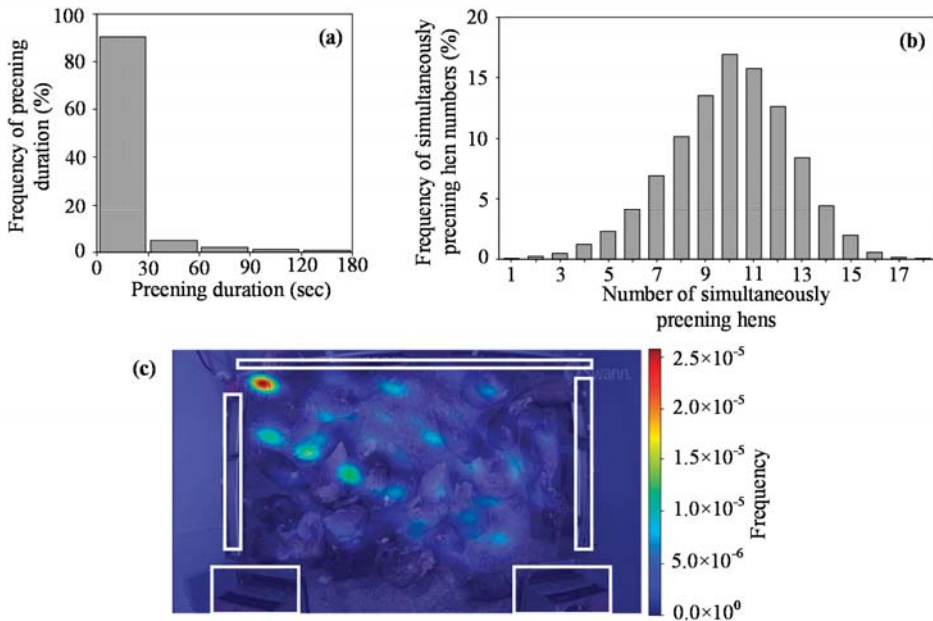 (a)
Frequency of preening
duration (%)
100
80
60
40
20
0
0 30 60 90 120 180
Preening duration (sec)
(b)
Frequency of simultaneously
preening hen numbers (%)
20
15
10
5
0
1 3 5 7 9 11 13 15 17
Number of simultaneously
preening hens
(c)
2.5×10⁻⁵
2.0×10⁻⁵
1.5×10⁻⁵
1.0×10⁻⁵
5.0×10⁻⁶
0.0×10⁰
Frequency